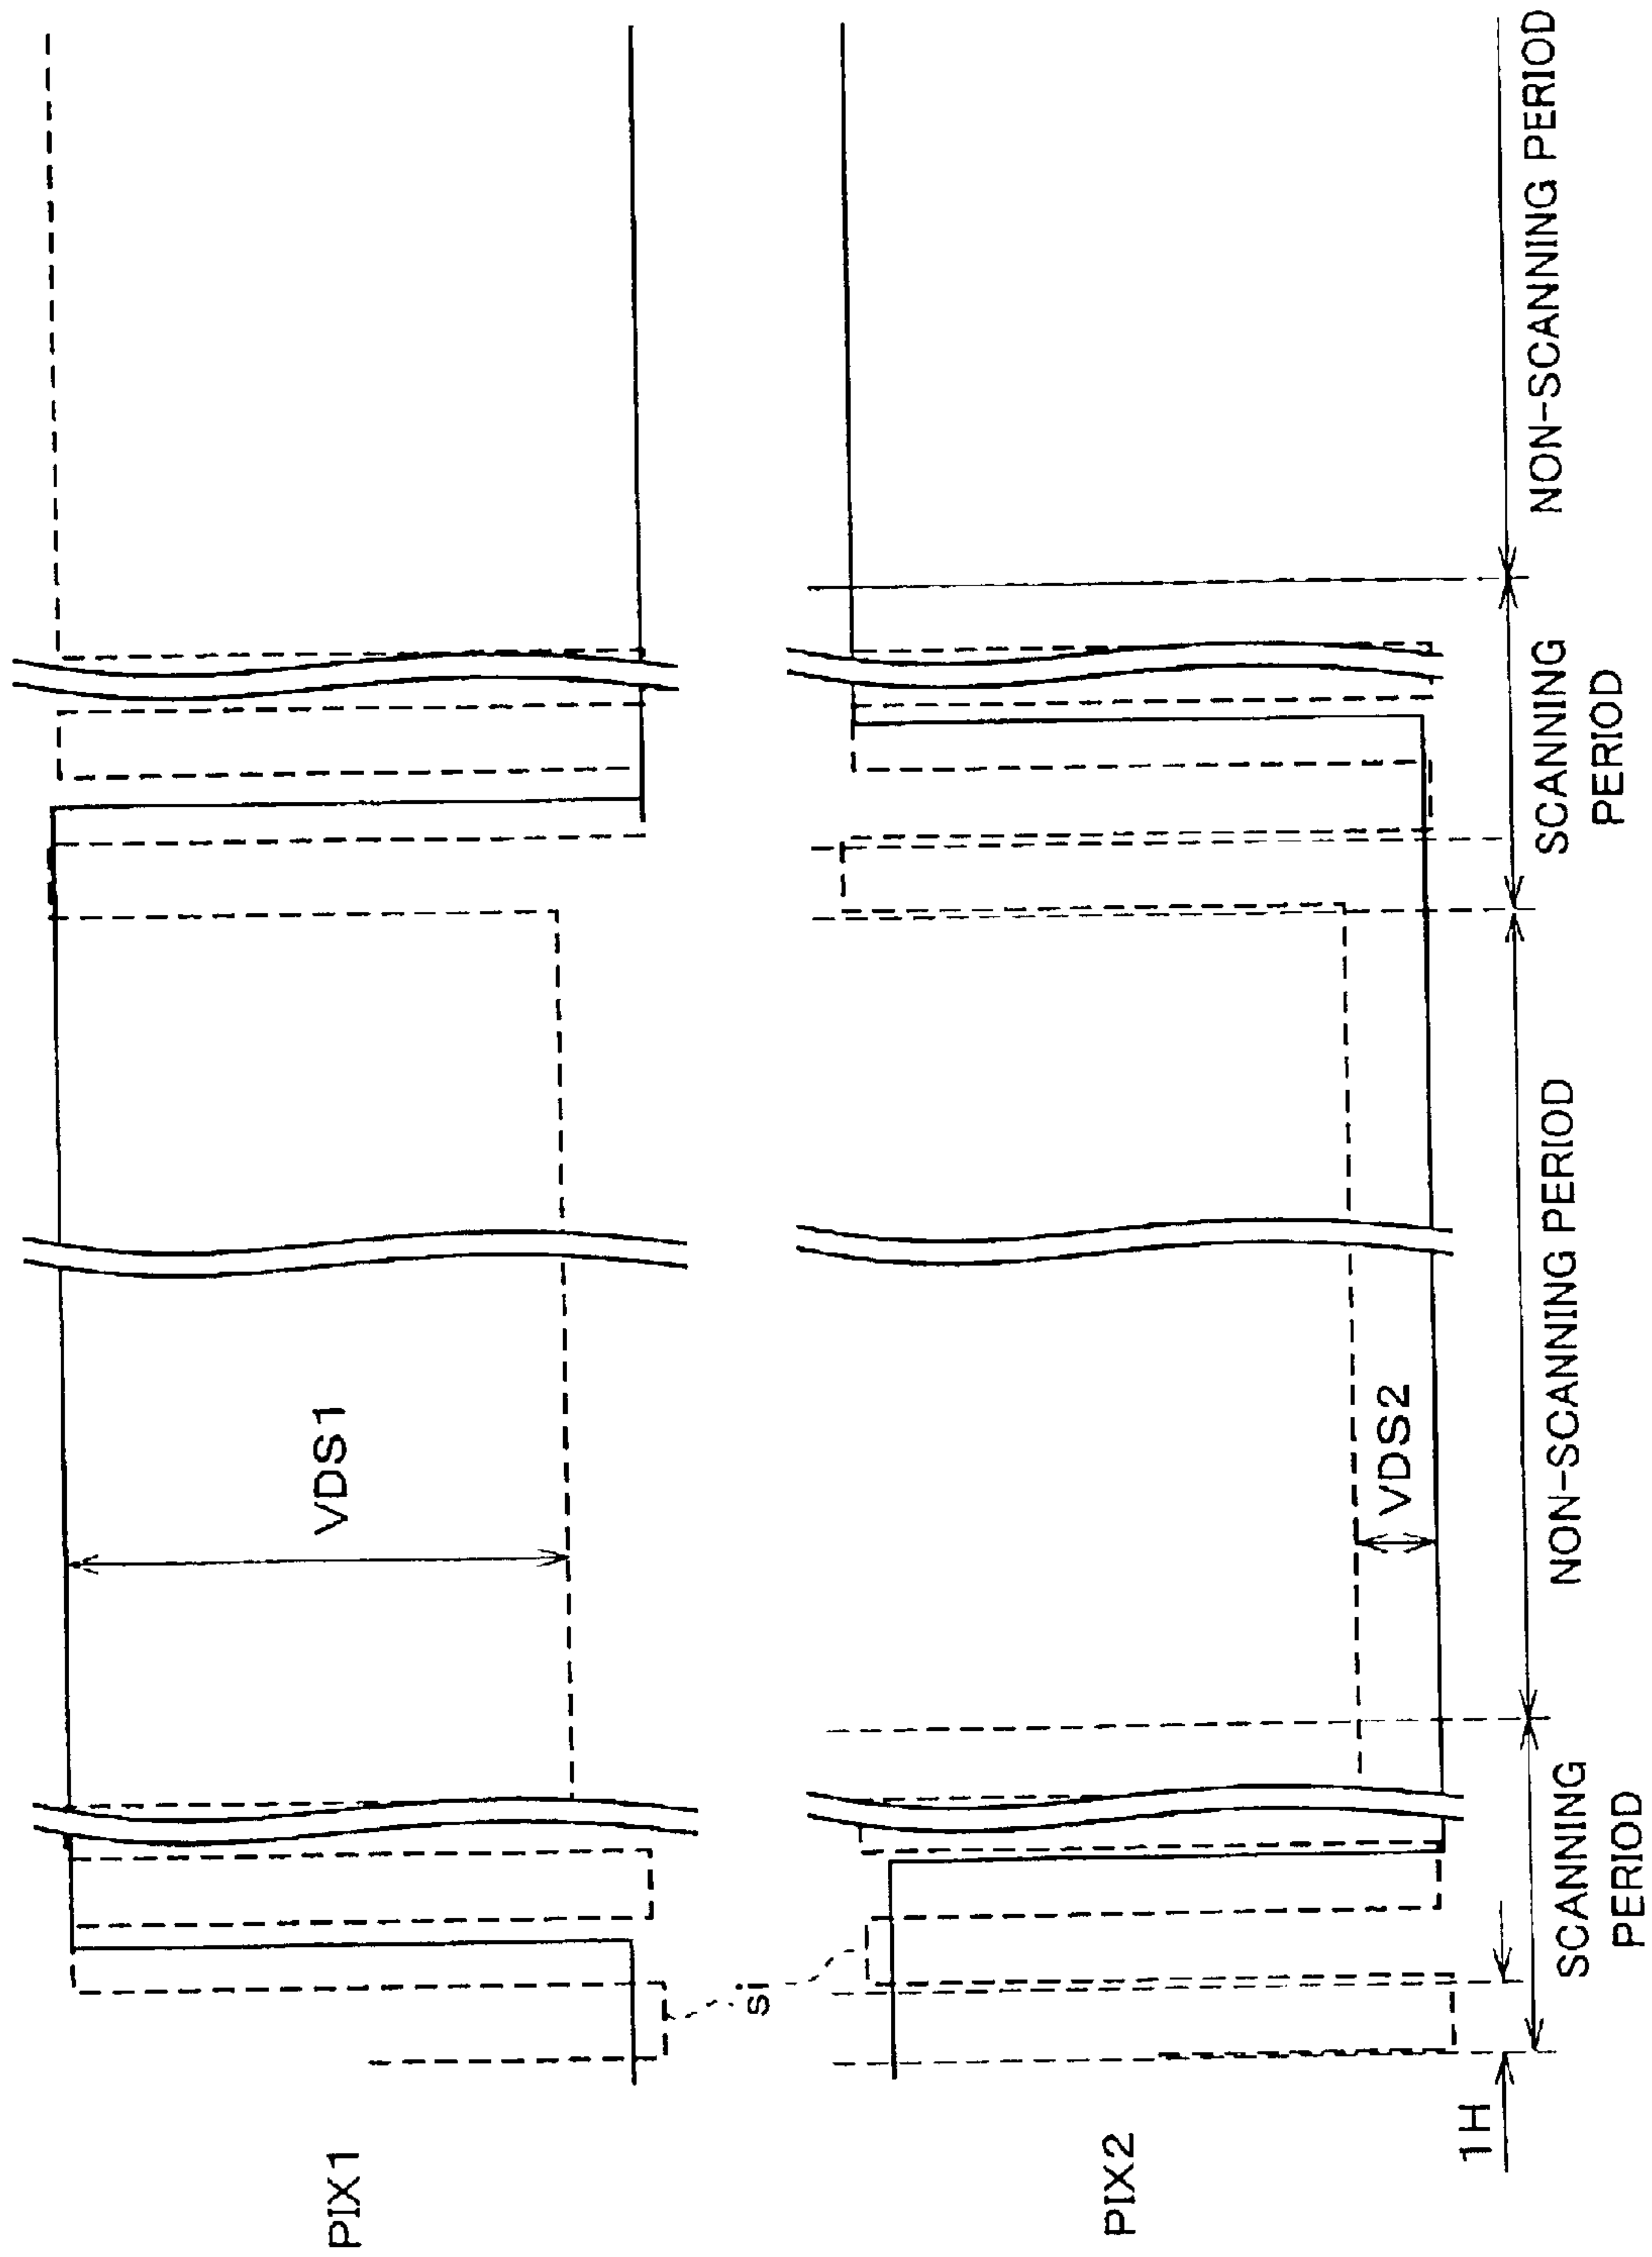 PIX1
VDS1
si
PIX2
VDS2
1H
SCANNING
PERIOD
NON-SCANNING PERIOD
SCANNING
PERIOD
NON-SCANNING PERIOD